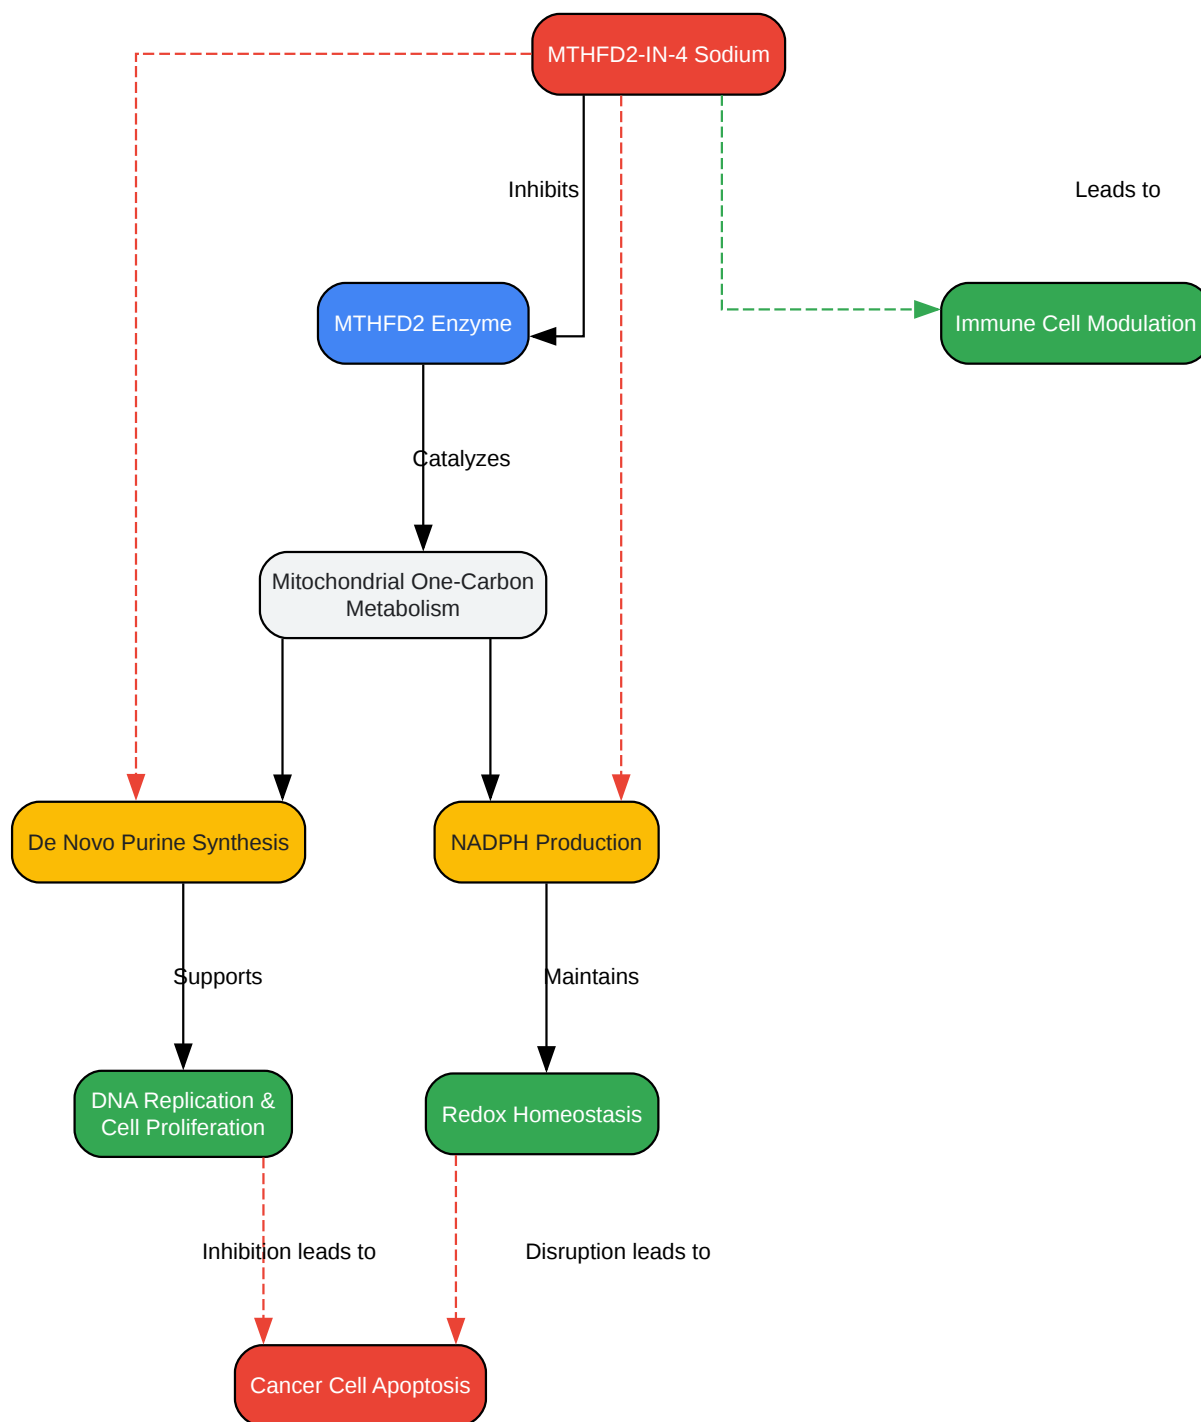 MTHFD2-IN-4 Sodium
Inhibits
Leads to
MTHFD2 Enzyme
Immune Cell Modulation
Catalyzes
Mitochondrial One-Carbon
Metabolism
De Novo Purine Synthesis
NADPH Production
Supports
Maintains
DNA Replication &
Cell Proliferation
Redox Homeostasis
Inhibition leads to
Disruption leads to
Cancer Cell Apoptosis